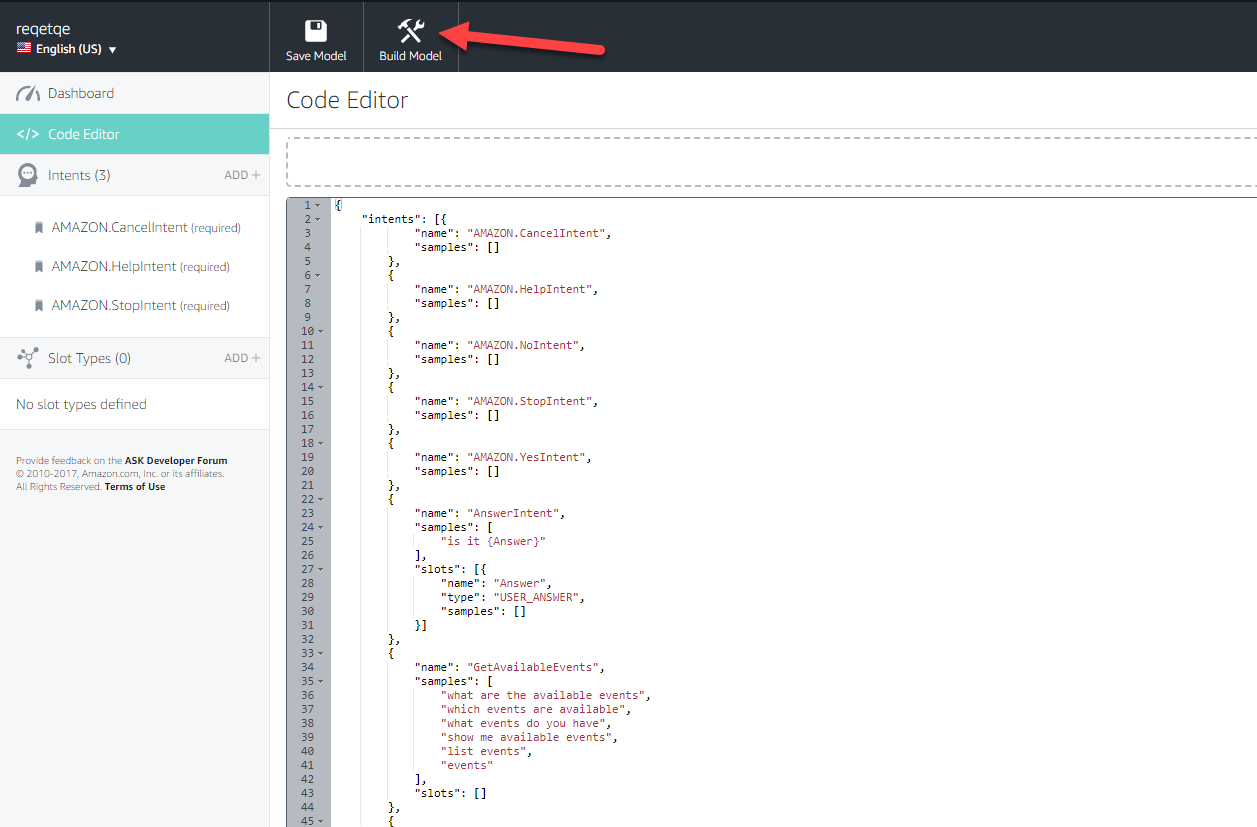 reqetqe
English (US) ▼
Save Model
Build Model
Dashboard
</> Code Editor
Intents (3) ADD +
AMAZON.CancelIntent (required)
AMAZON.HelpIntent (required)
AMAZON.StopIntent (required)
Slot Types (0) ADD +
No slot types defined
Provide feedback on the ASK Developer Forum
© 2010-2017, Amazon.com, Inc. or its affiliates.
All Rights Reserved. Terms of Use
Code Editor
1 {
2 "intents": [{
3 "name": "AMAZON.CancelIntent",
4 "samples": []
5 },
6 {
7 "name": "AMAZON.HelpIntent",
8 "samples": []
9 },
10 {
11 "name": "AMAZON.NoIntent",
12 "samples": []
13 },
14 {
15 "name": "AMAZON.StopIntent",
16 "samples": []
17 },
18 {
19 "name": "AMAZON.YesIntent",
20 "samples": []
21 },
22 {
23 "name": "AnswerIntent",
24 "samples": [
25 "is it {Answer}"
26 ],
27 "slots": [{
28 "name": "Answer",
29 "type": "USER_ANSWER",
30 "samples": []
31 }]
32 },
33 {
34 "name": "GetAvailableEvents",
35 "samples": [
36 "what are the available events",
37 "which events are available",
38 "what events do you have",
39 "show me available events",
40 "list events",
41 "events"
42 ],
43 "slots": []
44 },
45 {